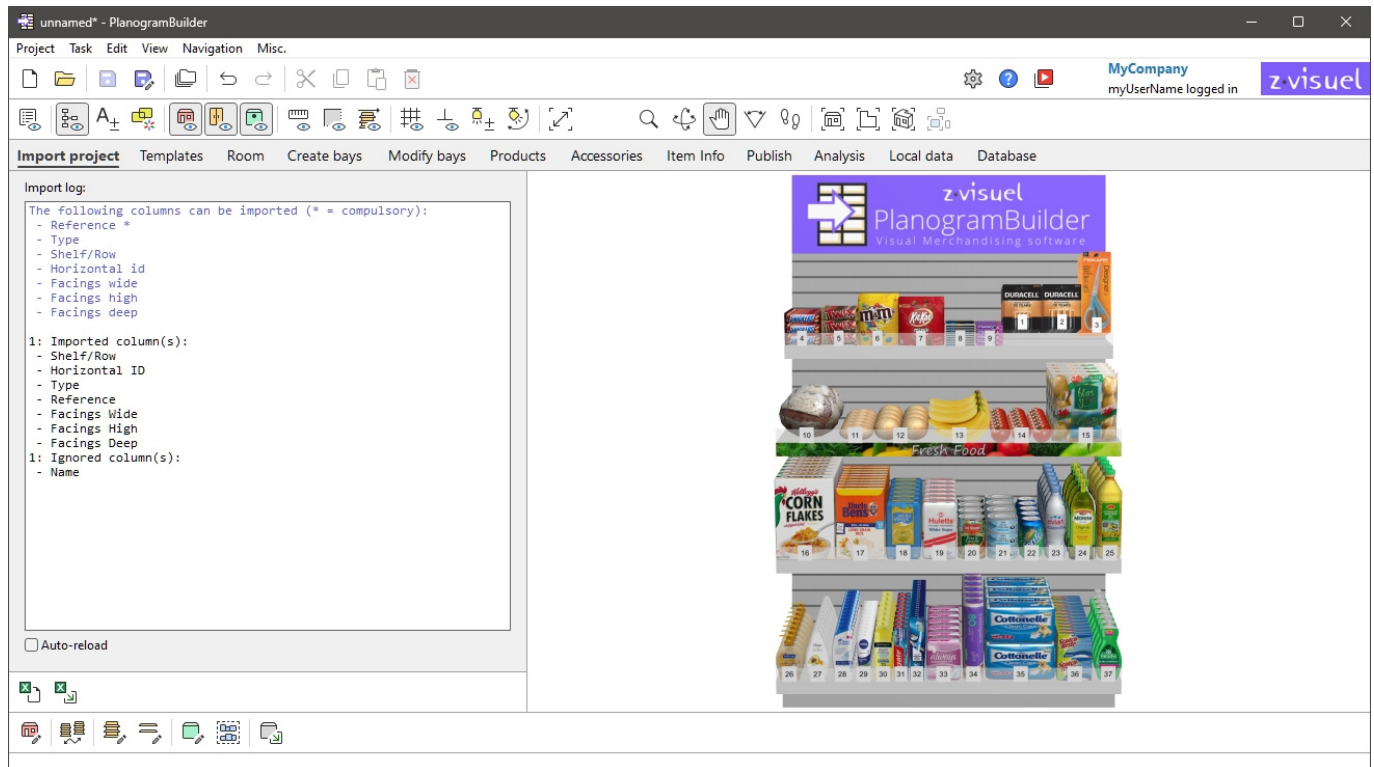 unnamed* - PlanogramBuilder
Project Task Edit View Navigation Misc.
MyCompany
myUserName logged in
z·visuel
Import project Templates Room Create bays Modify bays Products Accessories Item Info Publish Analysis Local data Database
Import log:
The following columns can be imported (* = compulsory):
- Reference *
- Type
- Shelf/Row
- Horizontal id
- Facings wide
- Facings high
- Facings deep
1: Imported column(s):
- Shelf/Row
- Horizontal ID
- Type
- Reference
- Facings Wide
- Facings High
- Facings Deep
1: Ignored column(s):
- Name
Auto-reload
z·visuel
PlanogramBuilder
Visual Merchandising software
DURACELL DURACELL
m&m's
KitKat
1 2 3
4 5 6 7 8 9
10 11 12 13 14 15
Fresh Food
Kellogg's
CORN
FLAKES
Uncle
Ben's
Huletts
16 17 18 19 20 21 22 23 24 25
Cottonelle
Cottonelle
always
26 27 28 29 30 31 32 33 34 35 36 37